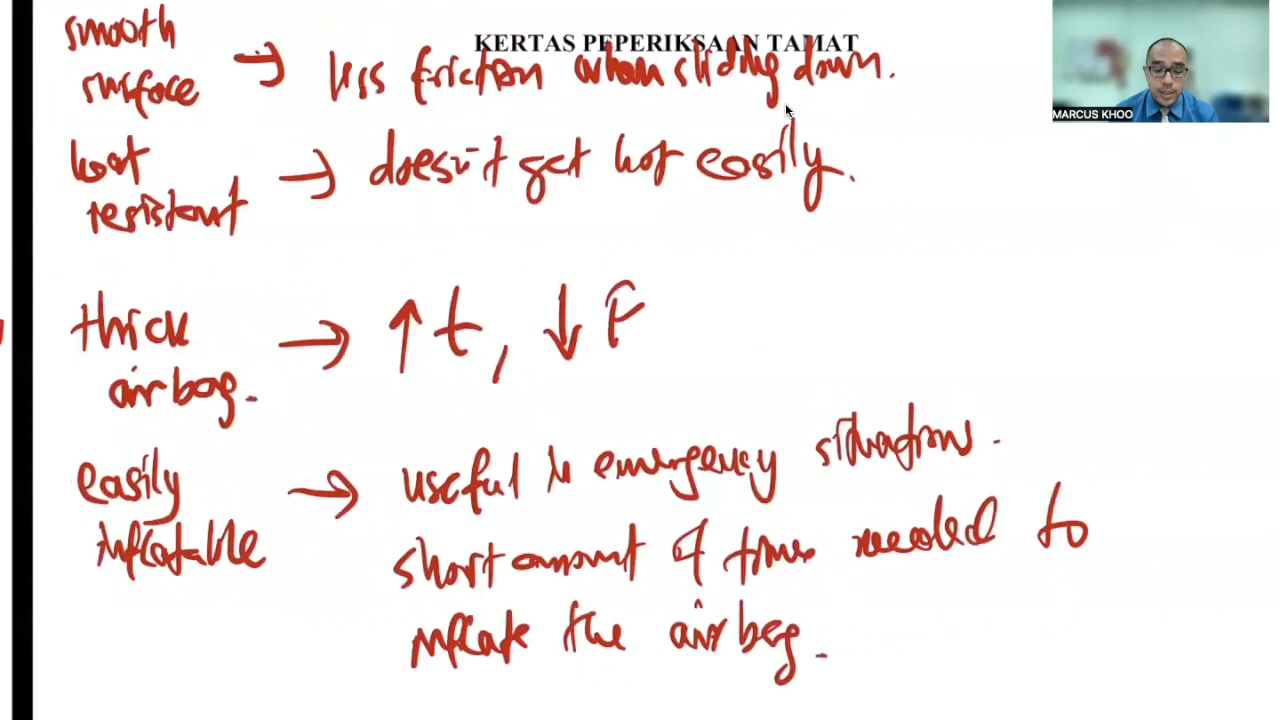 KERTAS PEPERIKSAAN TAMAT
MARCUS KHOO
smooth
surface → less friction when sliding down.
heat
resistant → doesn't get hot easily.
thick
airbag. → ↑ t, ↓ F
easily
inflatable → useful in emergency situations.
short amount of time needed to
inflate the airbag.